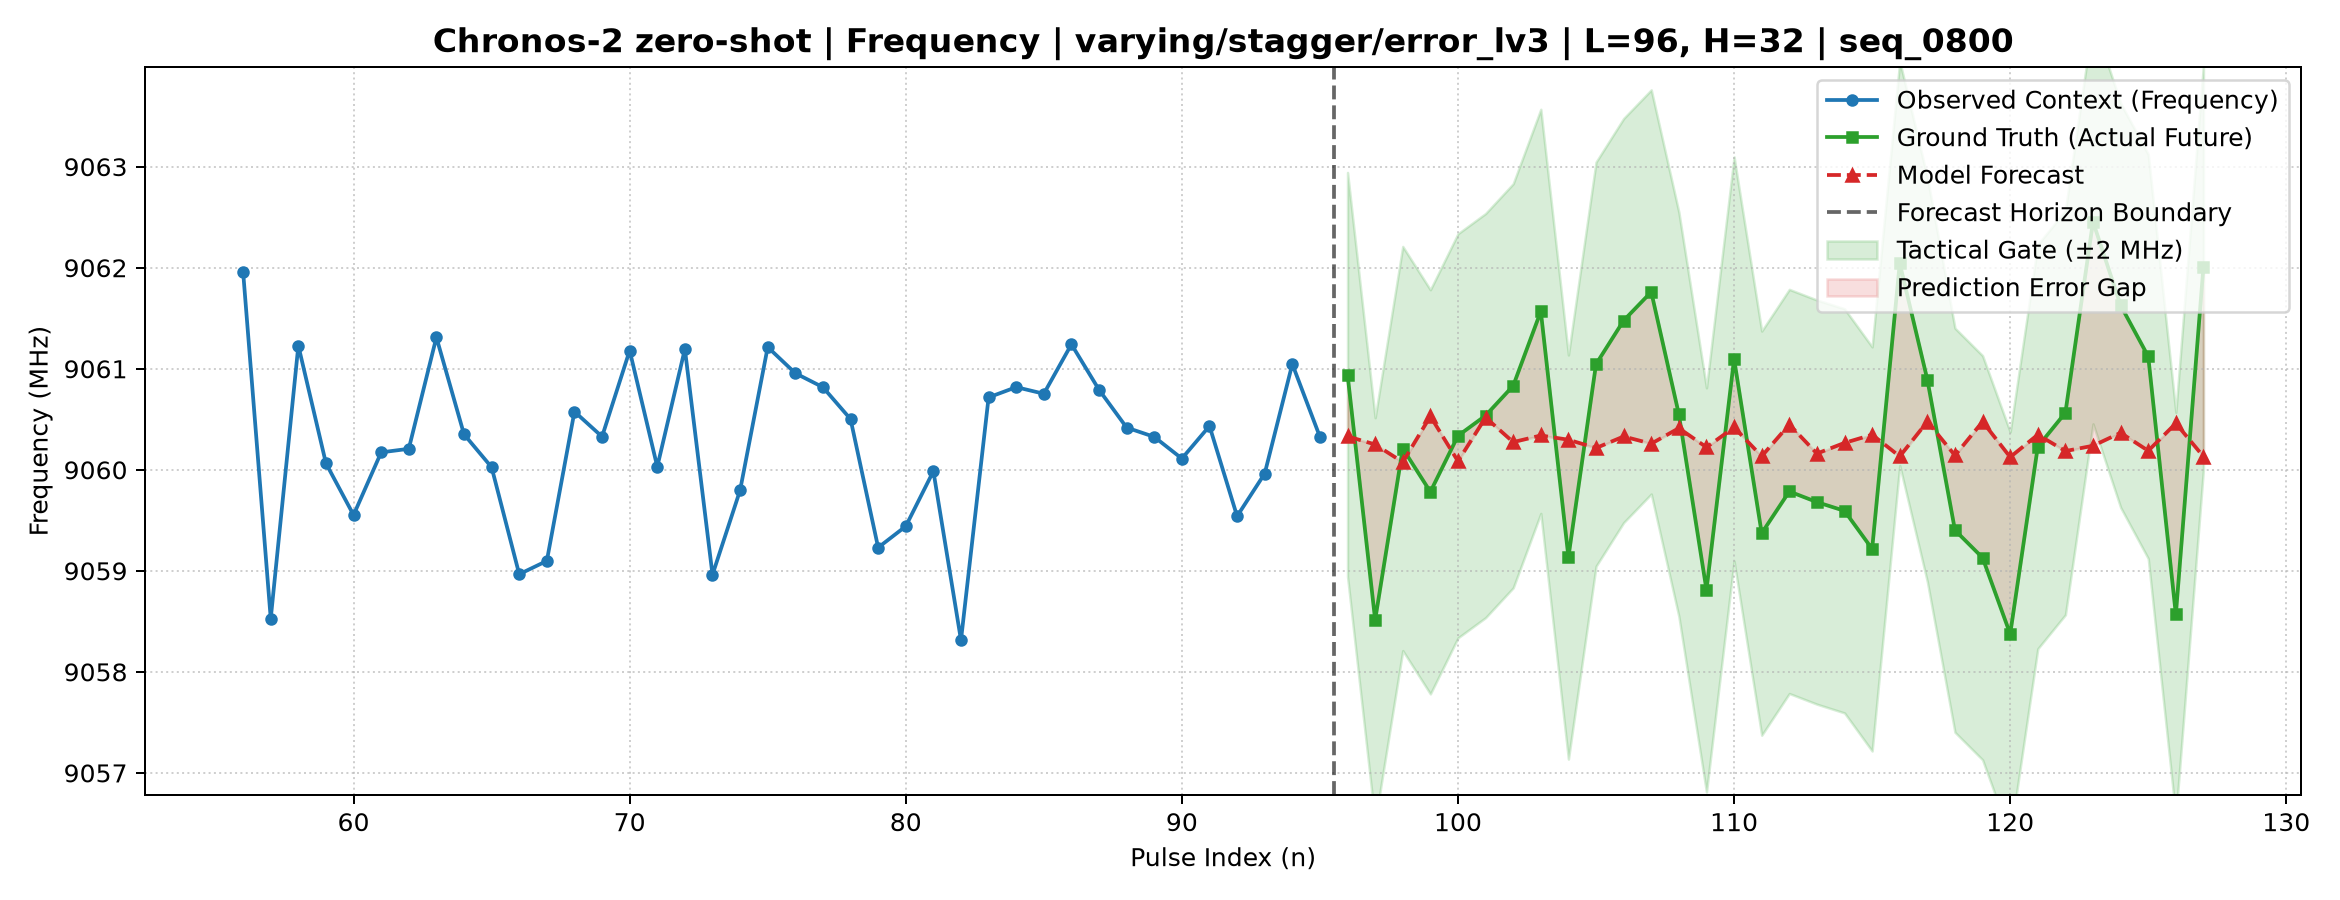 Chronos-2 zero-shot | Frequency | varying/stagger/error_lv3 | L=96, H=32 | seq_0800
Frequency (MHz)
9063
9062
9061
9060
9059
9058
9057
Observed Context (Frequency)
Ground Truth (Actual Future)
Model Forecast
Forecast Horizon Boundary
Tactical Gate (±2 MHz)
Prediction Error Gap
60 70 80 90 100 110 120 130
Pulse Index (n)